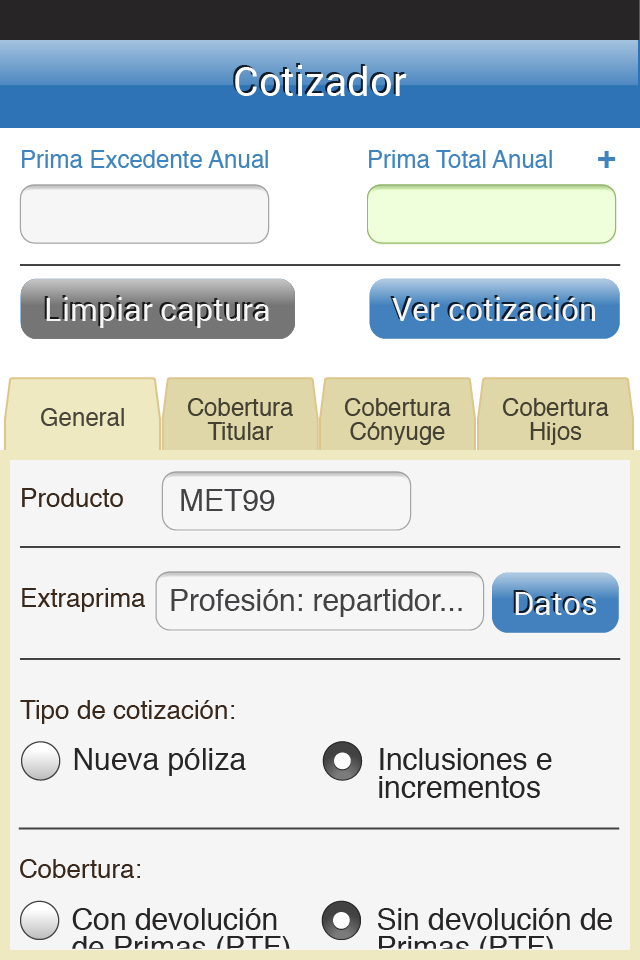 Cotizador
Prima Excedente Anual
Prima Total Anual +
Limpiar captura
Ver cotización
General
Cobertura
Titular
Cobertura
Cónyuge
Cobertura
Hijos
Producto
MET99
Extraprima
Profesión: repartidor...
Datos
Tipo de cotización:
Nueva póliza
Inclusiones e
incrementos
Cobertura:
Con devolución
de Primas (PTF)
Sin devolución de
Primas (PTF)